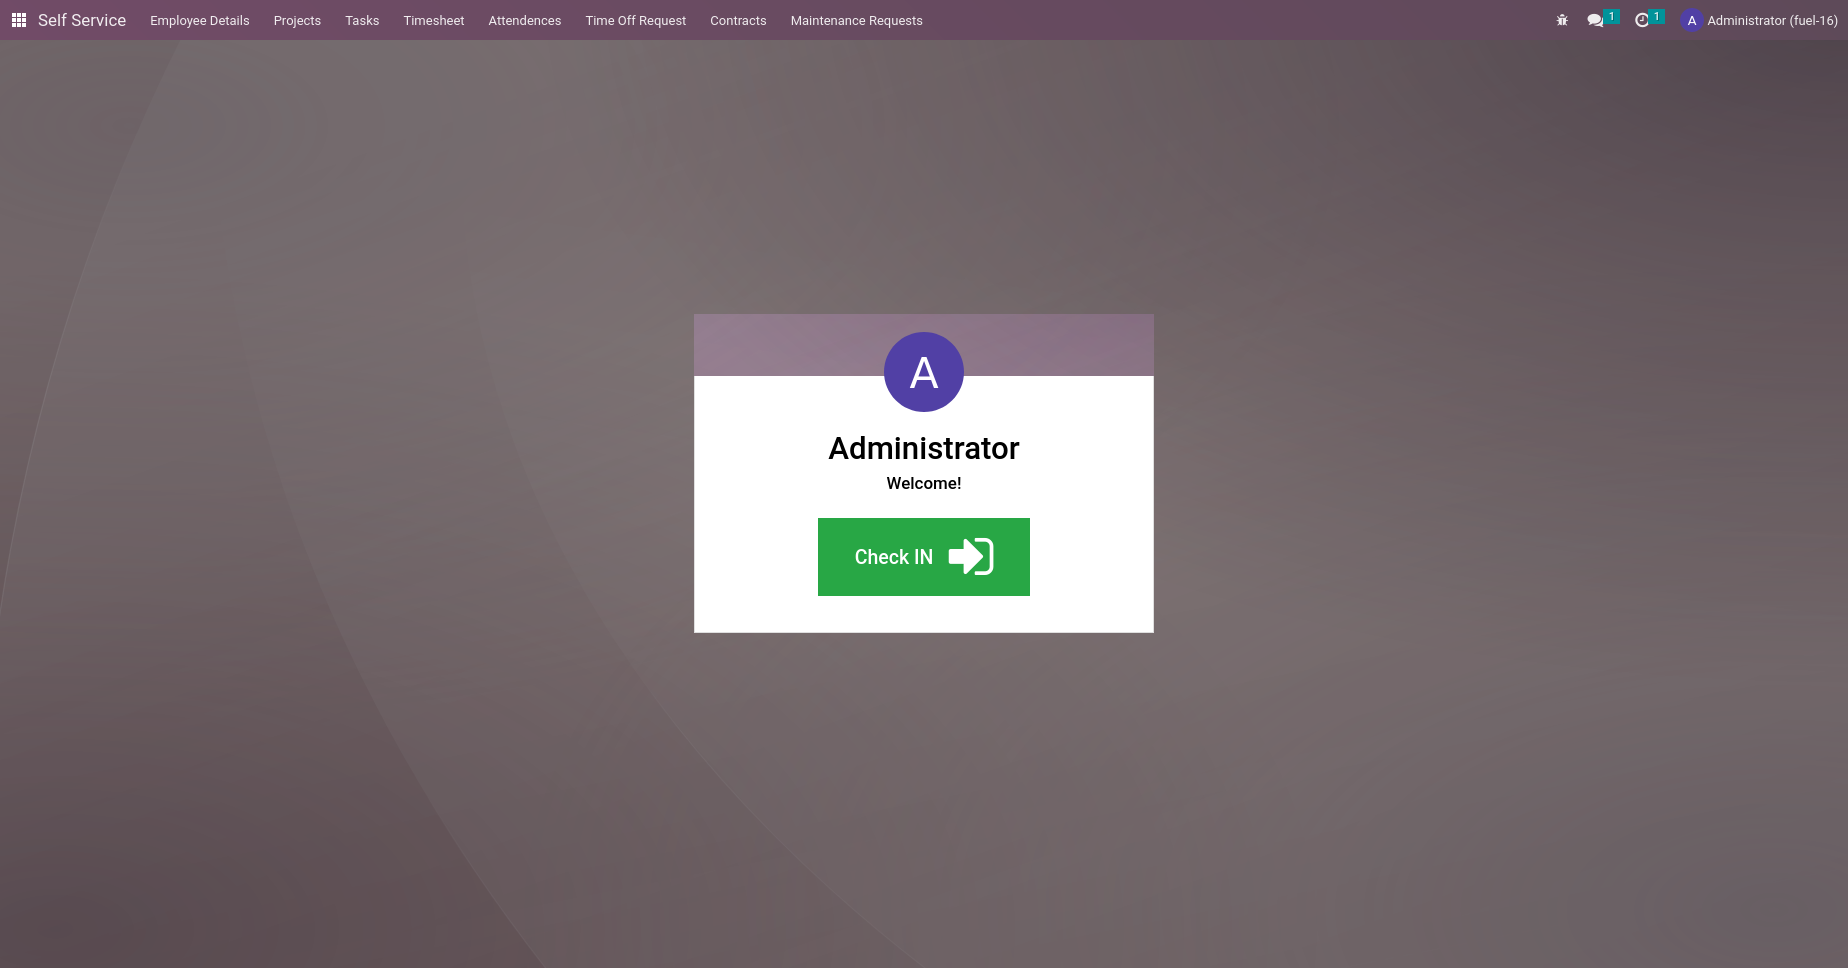 Self Service Employee Details Projects Tasks Timesheet Attendences Time Off Request Contracts Maintenance Requests 1 1 A Administrator (fuel-16)
A
Administrator
Welcome!
Check IN